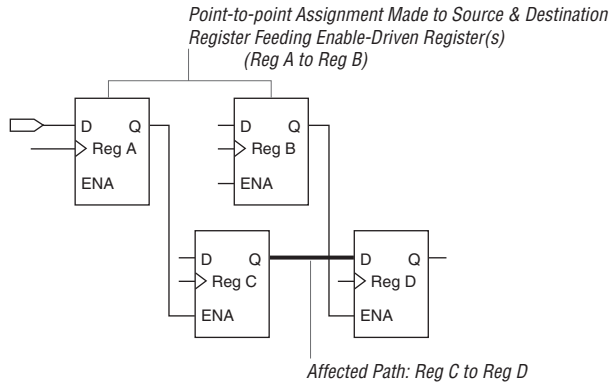 Point-to-point Assignment Made to Source & Destination
Register Feeding Enable-Driven Register(s)
(Reg A to Reg B)
D Q
Reg A
ENA
D Q
Reg B
ENA
D Q
Reg C
ENA
D Q
Reg D
ENA
Affected Path: Reg C to Reg D